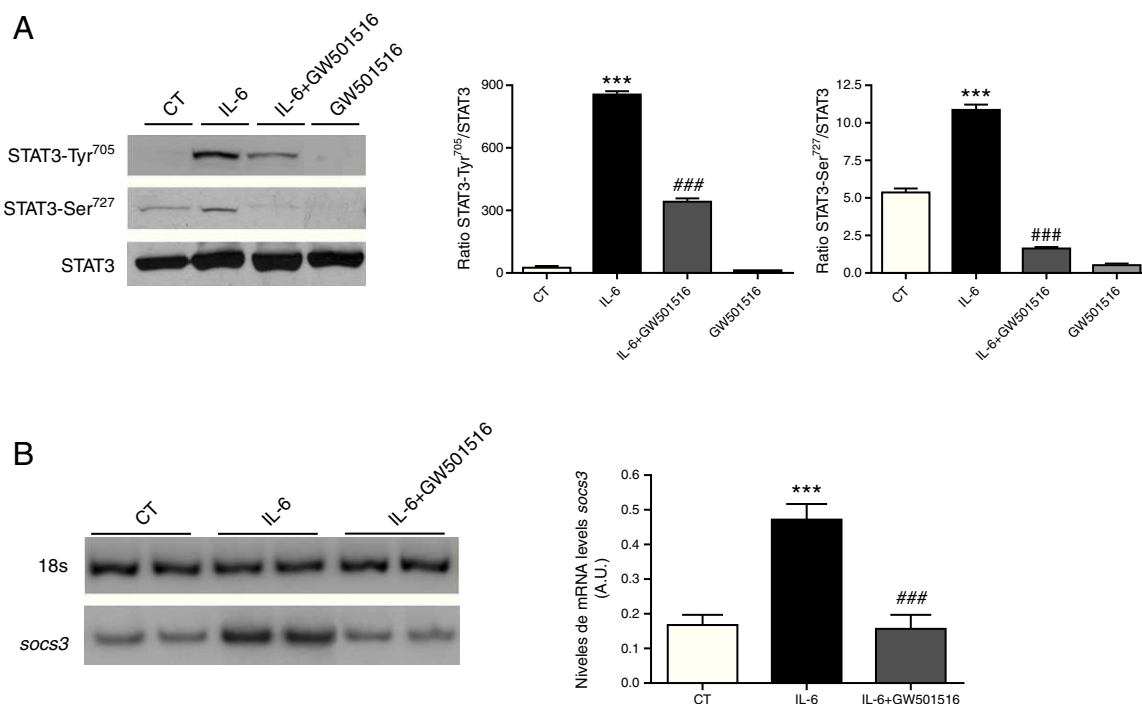 A
CT
IL-6
IL-6+GW501516
GW501516
STAT3-Tyr705
STAT3-Ser727
STAT3
Ratio STAT3-Tyr705/STAT3
900
600
300
0
***
###
CT
IL-6
IL-6+GW501516
GW501516
Ratio STAT3-Ser727/STAT3
12.5
10.0
7.5
5.0
2.5
0.0
***
###
CT
IL-6
IL-6+GW501516
GW501516
B
CT
IL-6
IL-6+GW501516
18s
socs3
Niveles de mRNA levels socs3
(A.U.)
0.6
0.5
0.4
0.3
0.2
0.1
0.0
***
###
CT
IL-6
IL-6+GW501516